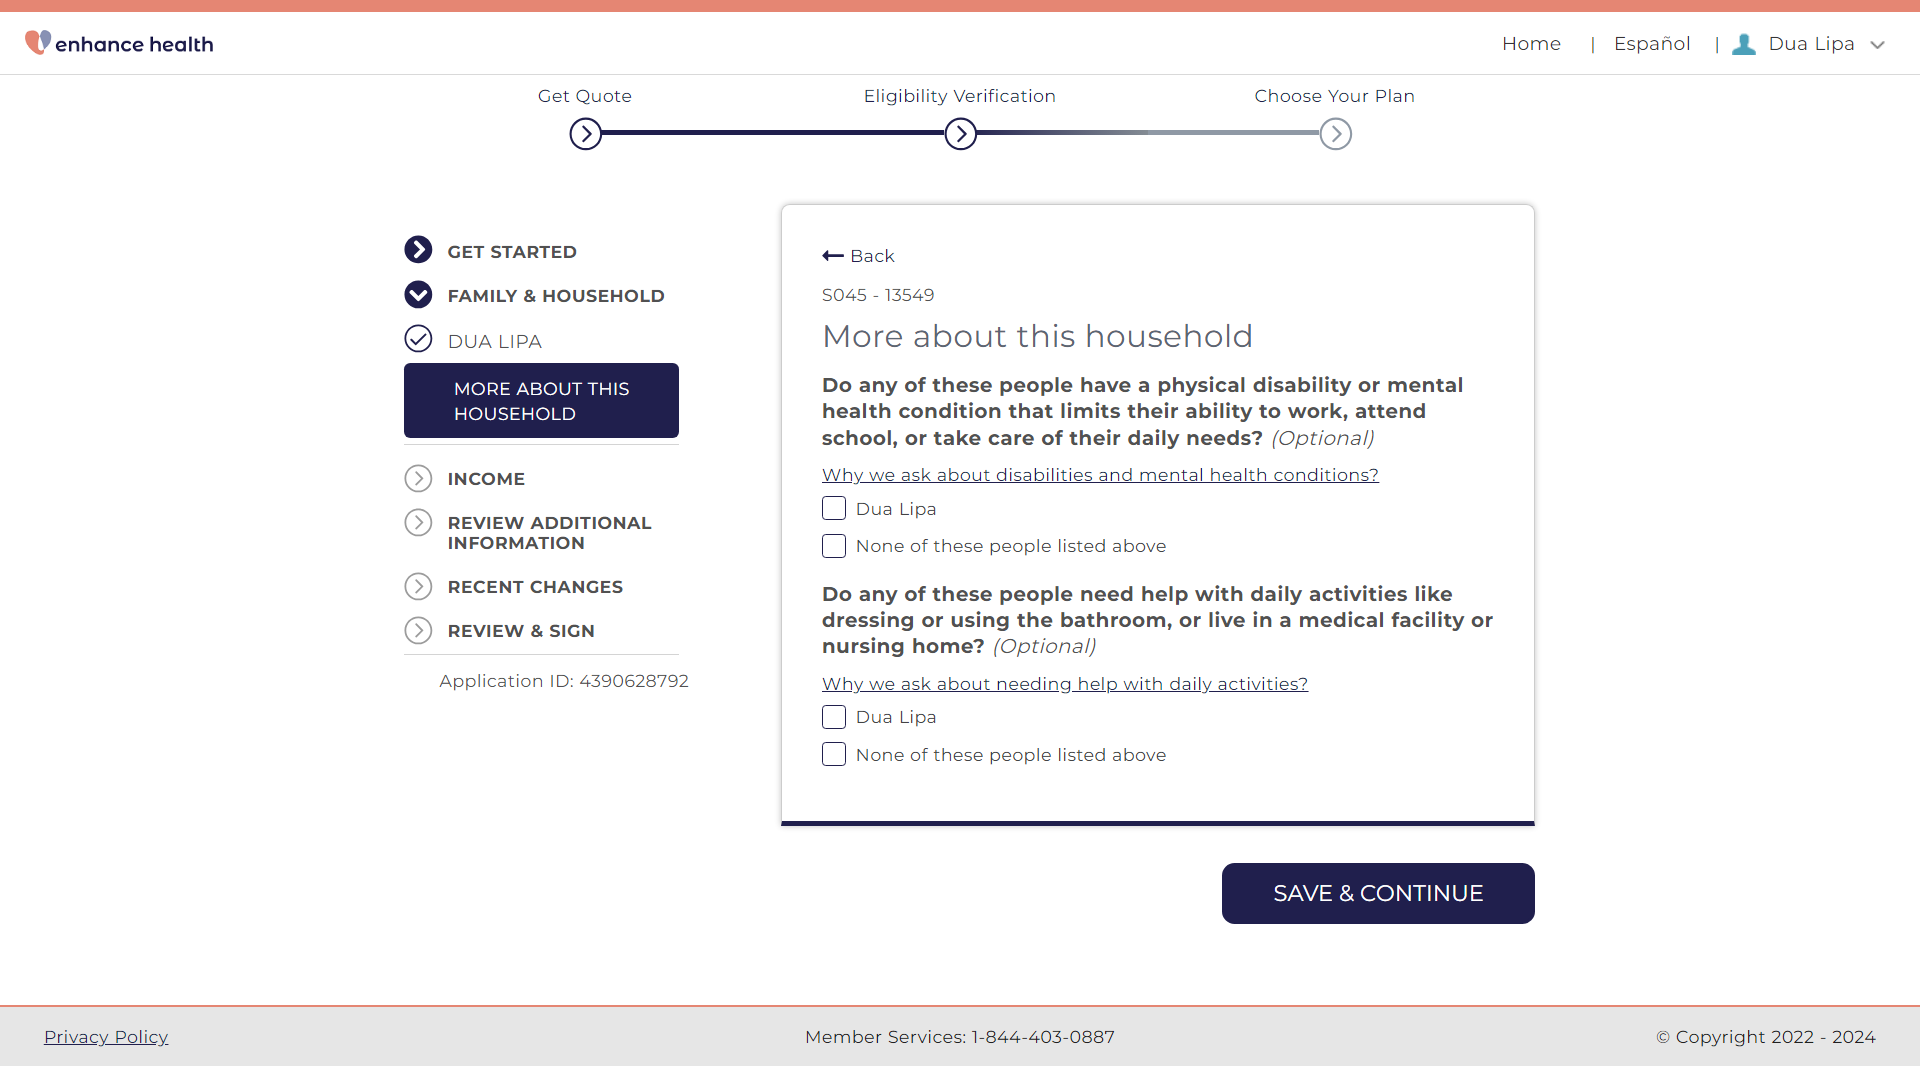 enhance health
Home | Español | Dua Lipa
Get Quote
Eligibility Verification
Choose Your Plan
GET STARTED
FAMILY & HOUSEHOLD
DUA LIPA
MORE ABOUT THIS
HOUSEHOLD
INCOME
REVIEW ADDITIONAL
INFORMATION
RECENT CHANGES
REVIEW & SIGN
Application ID: 4390628792
Back
S045 - 13549
More about this household
Do any of these people have a physical disability or mental
health condition that limits their ability to work, attend
school, or take care of their daily needs? (Optional)
Why we ask about disabilities and mental health conditions?
Dua Lipa
None of these people listed above
Do any of these people need help with daily activities like
dressing or using the bathroom, or live in a medical facility or
nursing home? (Optional)
Why we ask about needing help with daily activities?
Dua Lipa
None of these people listed above
SAVE & CONTINUE
Privacy Policy
Member Services: 1-844-403-0887
© Copyright 2022 - 2024